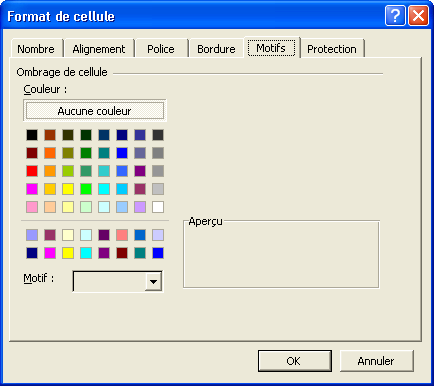 Format de cellule
Nombre Alignement Police Bordure Motifs Protection
Ombrage de cellule
Couleur :
Aucune couleur
Aperçu
Motif :
OK Annuler